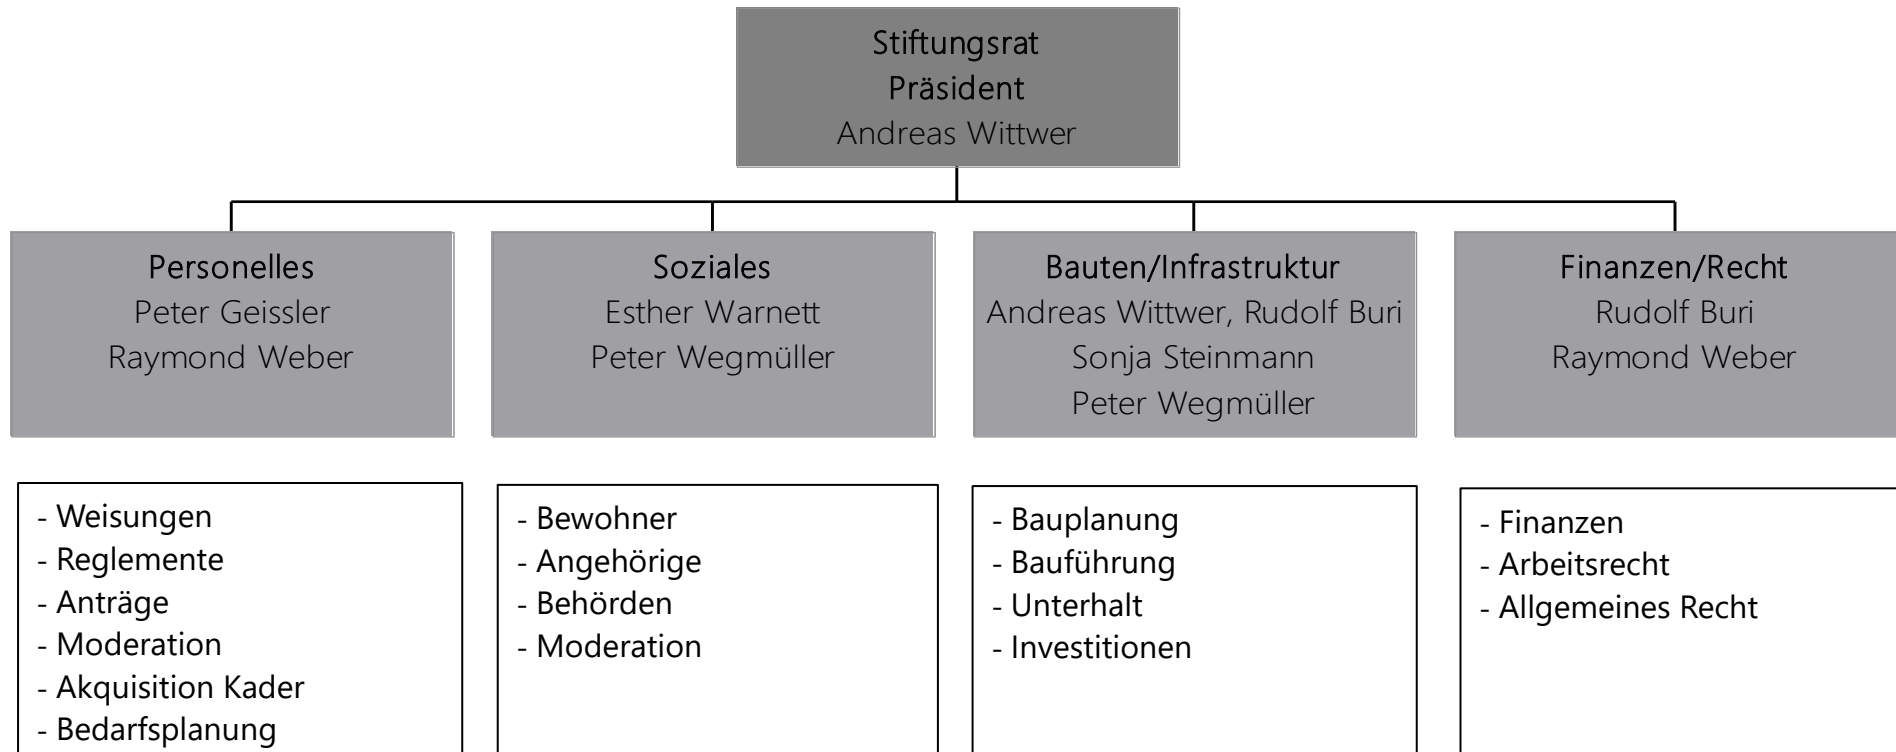 Stiftungsrat
Präsident
Andreas Wittwer
Personelles
Peter Geissler
Raymond Weber
Soziales
Esther Warnett
Peter Wegmüller
Bauten/Infrastruktur
Andreas Wittwer, Rudolf Buri
Sonja Steinmann
Peter Wegmüller
Finanzen/Recht
Rudolf Buri
Raymond Weber
- Weisungen
- Reglemente
- Anträge
- Moderation
- Akquisition Kader
- Bedarfsplanung
- Bewohner
- Angehörige
- Behörden
- Moderation
- Bauplanung
- Bauführung
- Unterhalt
- Investitionen
- Finanzen
- Arbeitsrecht
- Allgemeines Recht